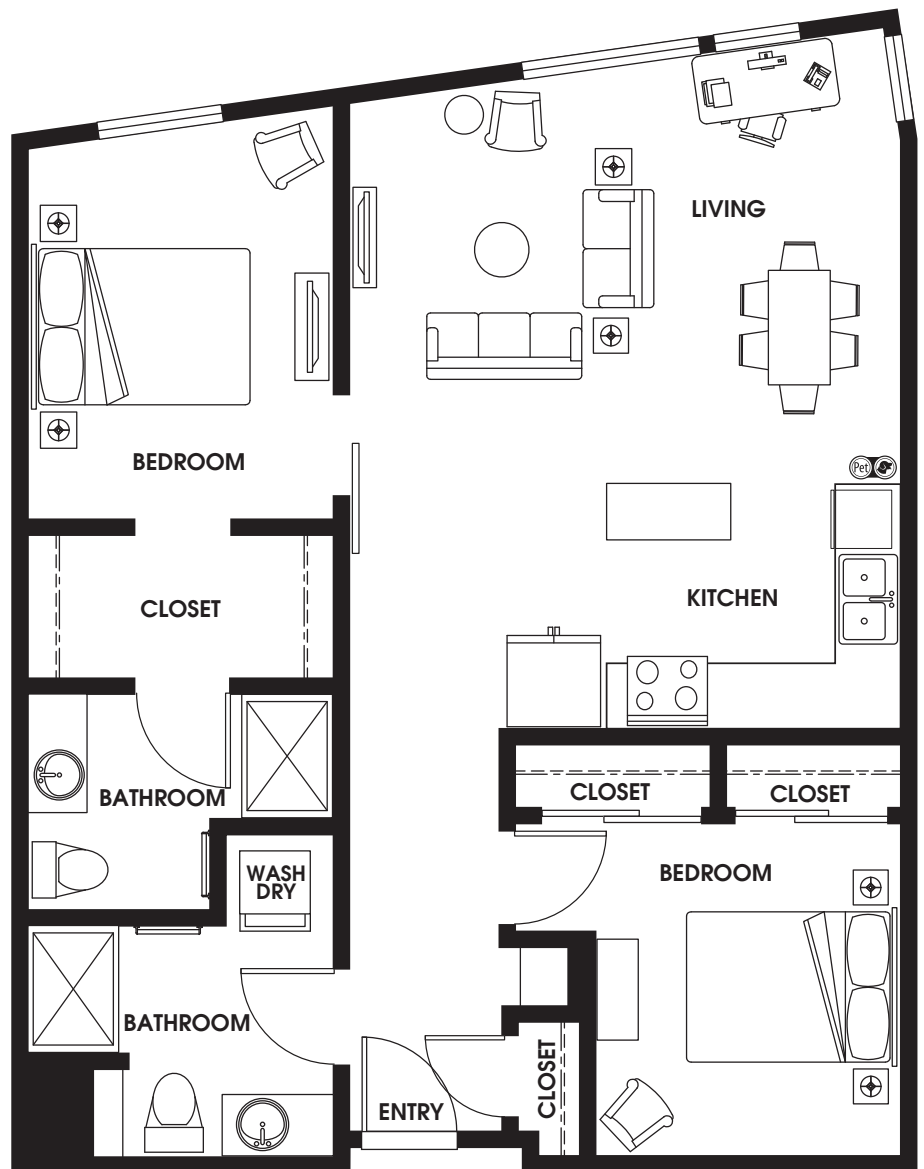 LIVING
BEDROOM
Pet
CLOSET
KITCHEN
BATHROOM
CLOSET
CLOSET
WASH
DRY
BEDROOM
BATHROOM
CLOSET
ENTRY